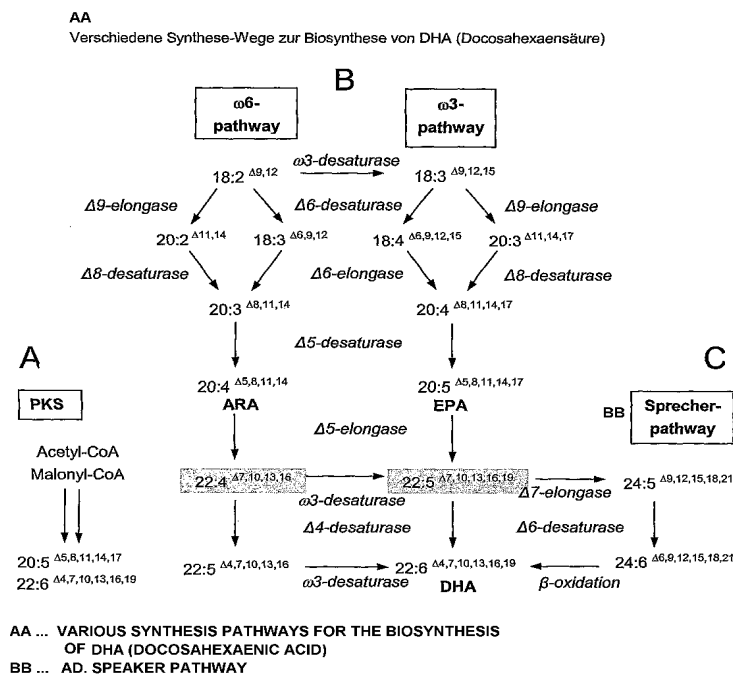 AA
Verschiedene Synthese-Wege zur Biosynthese von DHA (Docosahexaensäure)
B
ω6-
pathway
ω3-
pathway
ω3-desaturase
18:2 Δ9,12
18:3 Δ9,12,15
Δ9-elongase
Δ6-desaturase
Δ9-elongase
20:2 Δ11,14
18:3 Δ6,9,12
18:4 Δ6,9,12,15
20:3 Δ11,14,17
Δ8-desaturase
Δ6-elongase
Δ8-desaturase
20:3 Δ8,11,14
20:4 Δ8,11,14,17
Δ5-desaturase
A
C
20:4 Δ5,8,11,14
ARA
20:5 Δ5,8,11,14,17
EPA
PKS
BB
Sprecher-
pathway
Δ5-elongase
Acetyl-CoA
Malonyl-CoA
22:4 Δ7,10,13,16
22:5 Δ7,10,13,16,19
24:5 Δ9,12,15,18,21
ω3-desaturase
Δ7-elongase
Δ4-desaturase
Δ6-desaturase
20:5 Δ5,8,11,14,17
22:6 Δ4,7,10,13,16,19
22:5 Δ4,7,10,13,16
ω3-desaturase
22:6 Δ4,7,10,13,16,19
DHA
β-oxidation
24:6 Δ6,9,12,15,18,21
AA ... VARIOUS SYNTHESIS PATHWAYS FOR THE BIOSYNTHESIS
OF DHA (DOCOSAHEXAENIC ACID)
BB ... AD. SPEAKER PATHWAY